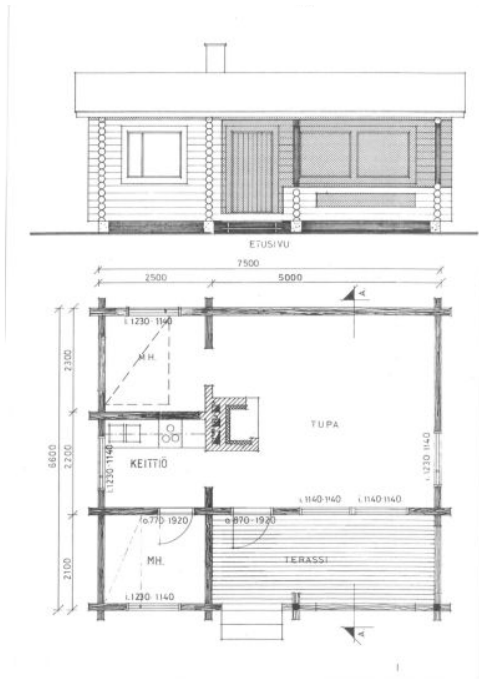 ETUSIVU
7500
2500 5000
A
i.1230·1140
M.H.
2300
TUPA
6600
2200
KEITTIÖ
i.1230·1140
i.1230·1140
i.1140·1140 i.1140·1140
o.770·1920 o.870·1920
MH.
TERASSI
2100
i.1230·1140
A